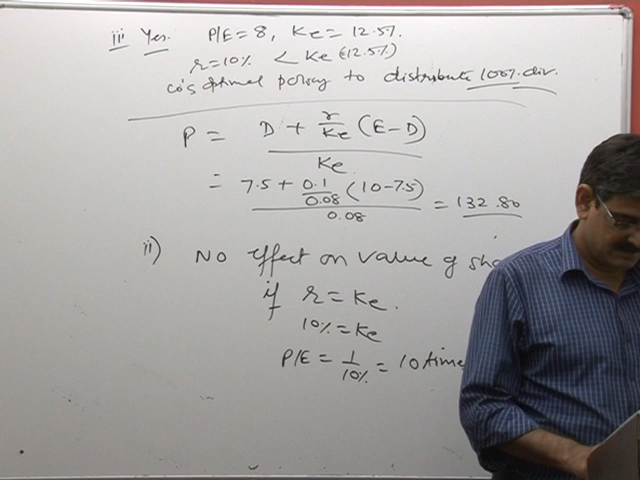 iii Yes. P/E = 8, Ke = 12.5%.
r = 10% < Ke (12.5%)
co's optimal policy to distribute 100% div.
P = D + r/Ke (E - D)
Ke
= 7.5 + 0.1/0.08 (10 - 7.5) = 132.80
0.08
ii) No effect on value of sha
if r = Ke.
10% = Ke
P/E = 1/10% = 10 time